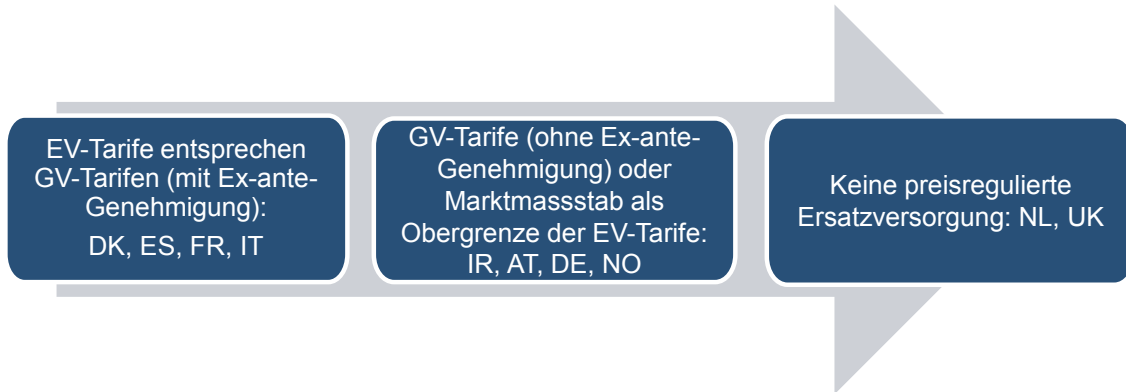 EV-Tarife entsprechen
GV-Tarifen (mit Ex-ante-
Genehmigung):
DK, ES, FR, IT
GV-Tarife (ohne Ex-ante-
Genehmigung) oder
Marktmassstab als
Obergrenze der EV-Tarife:
IR, AT, DE, NO
Keine preisregulierte
Ersatzversorgung: NL, UK